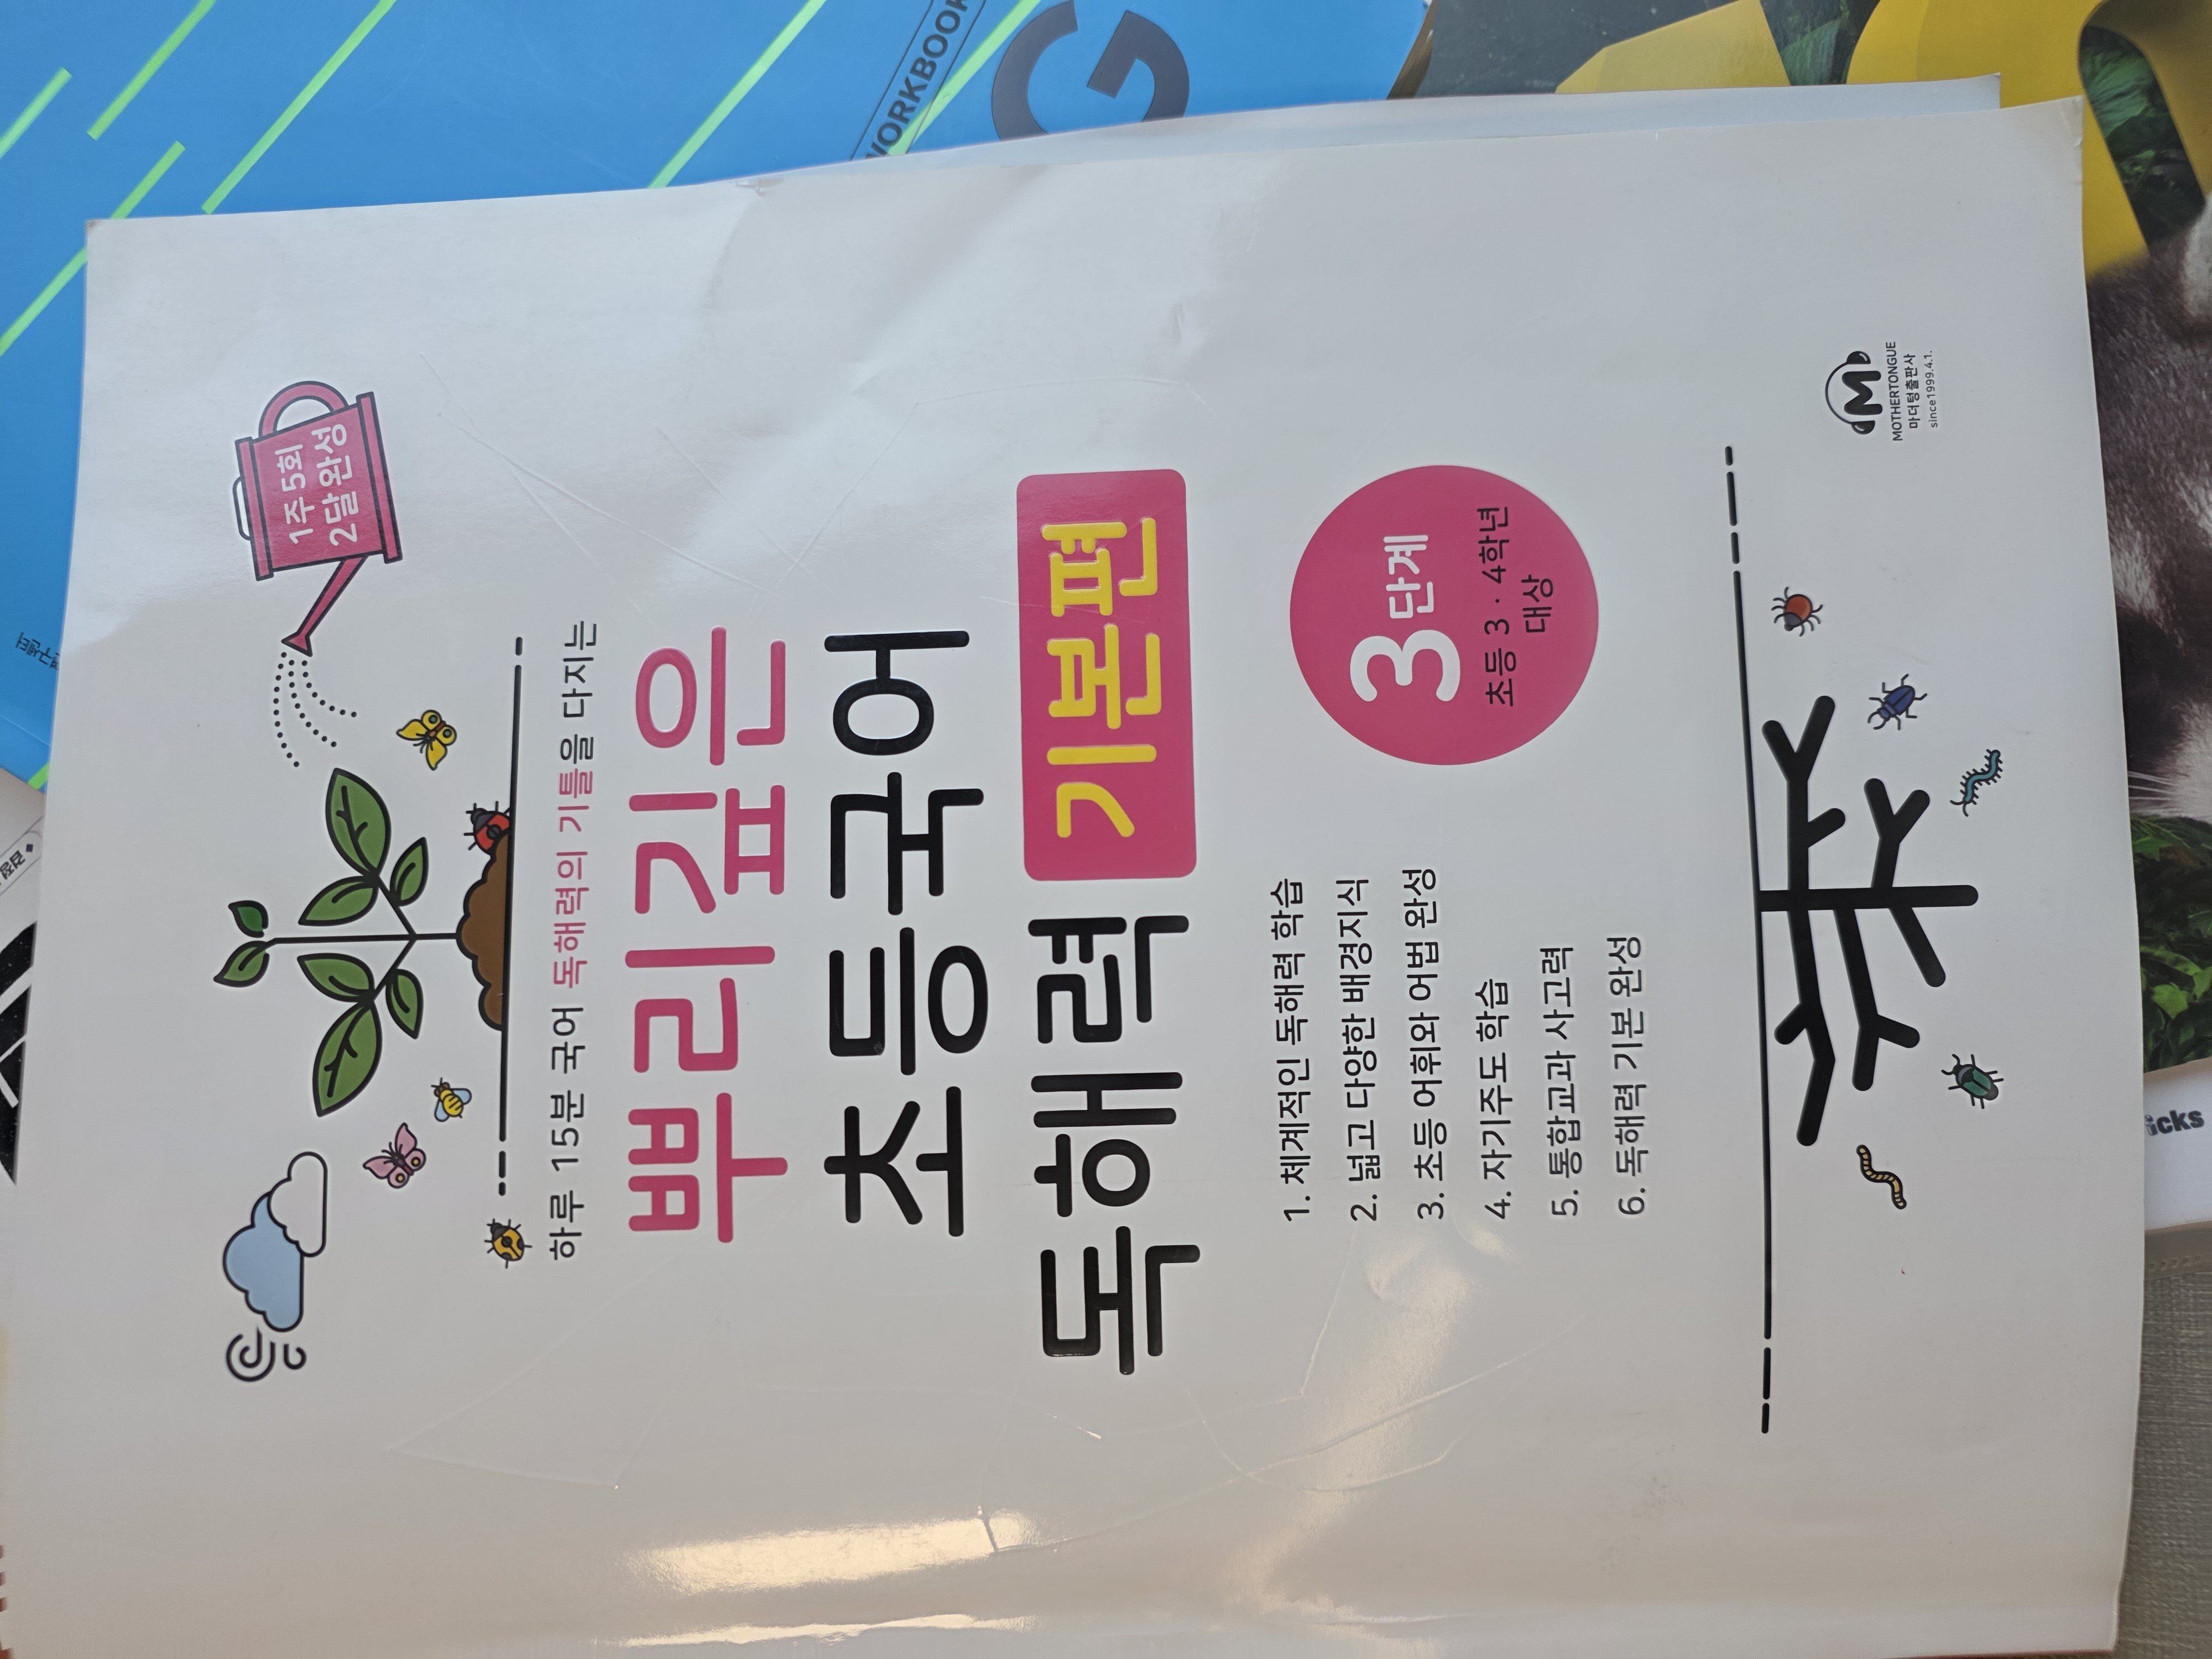 1주 5회
2달 완성
하루 15분 국어 독해력의 기틀을 다지는
뿌리깊은
초등국어
독해력 기본편
1. 체계적인 독해력 학습
2. 넓고 다양한 배경지식
3. 초등 어휘와 어법 완성
4. 자기주도 학습
5. 통합교과 사고력
6. 독해력 기본 완성
3단계
초등 3·4학년
대상
M
MOTHERTONGUE
마더텅출판사
since1999.4.1.
WORKBOOK
G